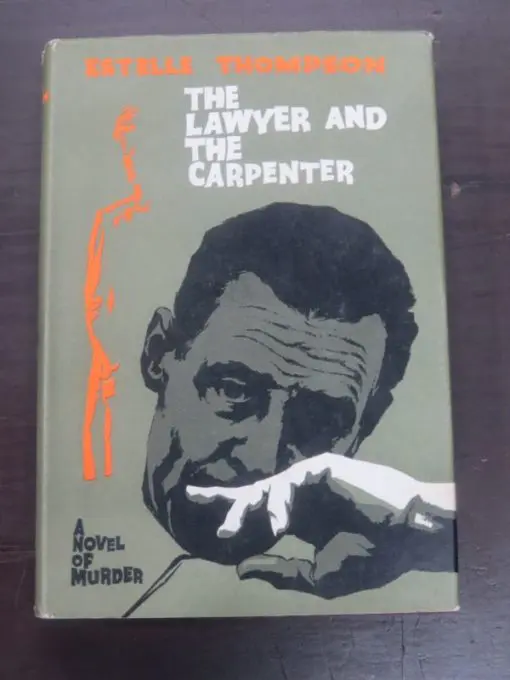 ESTELLE THOMPSON
THE
LAWYER AND
THE
CARPENTER
A
NOVEL
OF
MURDER